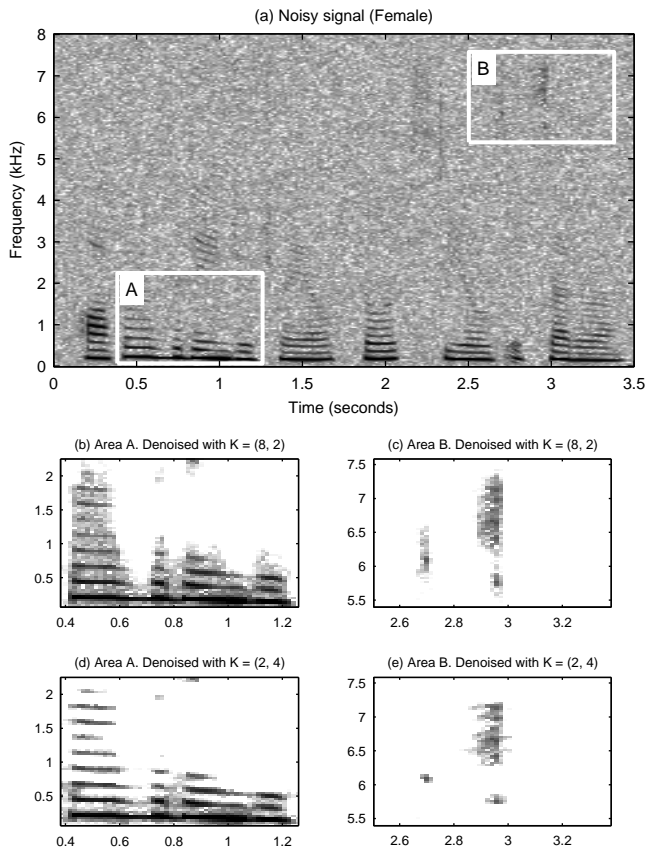 (a) Noisy signal (Female)
8
7
6
5
4
3
2
1
0
Frequency (kHz)
A
B
0 0.5 1 1.5 2 2.5 3 3.5
Time (seconds)
(b) Area A. Denoised with K = (8, 2)
2
1.5
1
0.5
0.4 0.6 0.8 1 1.2
(c) Area B. Denoised with K = (8, 2)
7.5
7
6.5
6
5.5
2.6 2.8 3 3.2
(d) Area A. Denoised with K = (2, 4)
2
1.5
1
0.5
0.4 0.6 0.8 1 1.2
(e) Area B. Denoised with K = (2, 4)
7.5
7
6.5
6
5.5
2.6 2.8 3 3.2